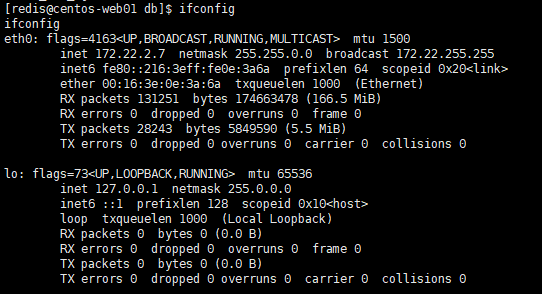 [redis@centos-web01 db]$ ifconfig
ifconfig
eth0: flags=4163<UP,BROADCAST,RUNNING,MULTICAST>  mtu 1500
        inet 172.22.2.7  netmask 255.255.0.0  broadcast 172.22.255.255
        inet6 fe80::216:3eff:fe0e:3a6a  prefixlen 64  scopeid 0x20<link>
        ether 00:16:3e:0e:3a:6a  txqueuelen 1000  (Ethernet)
        RX packets 131251  bytes 174663478 (166.5 MiB)
        RX errors 0  dropped 0  overruns 0  frame 0
        TX packets 28243  bytes 5849590 (5.5 MiB)
        TX errors 0  dropped 0 overruns 0  carrier 0  collisions 0

lo: flags=73<UP,LOOPBACK,RUNNING>  mtu 65536
        inet 127.0.0.1  netmask 255.0.0.0
        inet6 ::1  prefixlen 128  scopeid 0x10<host>
        loop  txqueuelen 1000  (Local Loopback)
        RX packets 0  bytes 0 (0.0 B)
        RX errors 0  dropped 0  overruns 0  frame 0
        TX packets 0  bytes 0 (0.0 B)
        TX errors 0  dropped 0 overruns 0  carrier 0  collisions 0